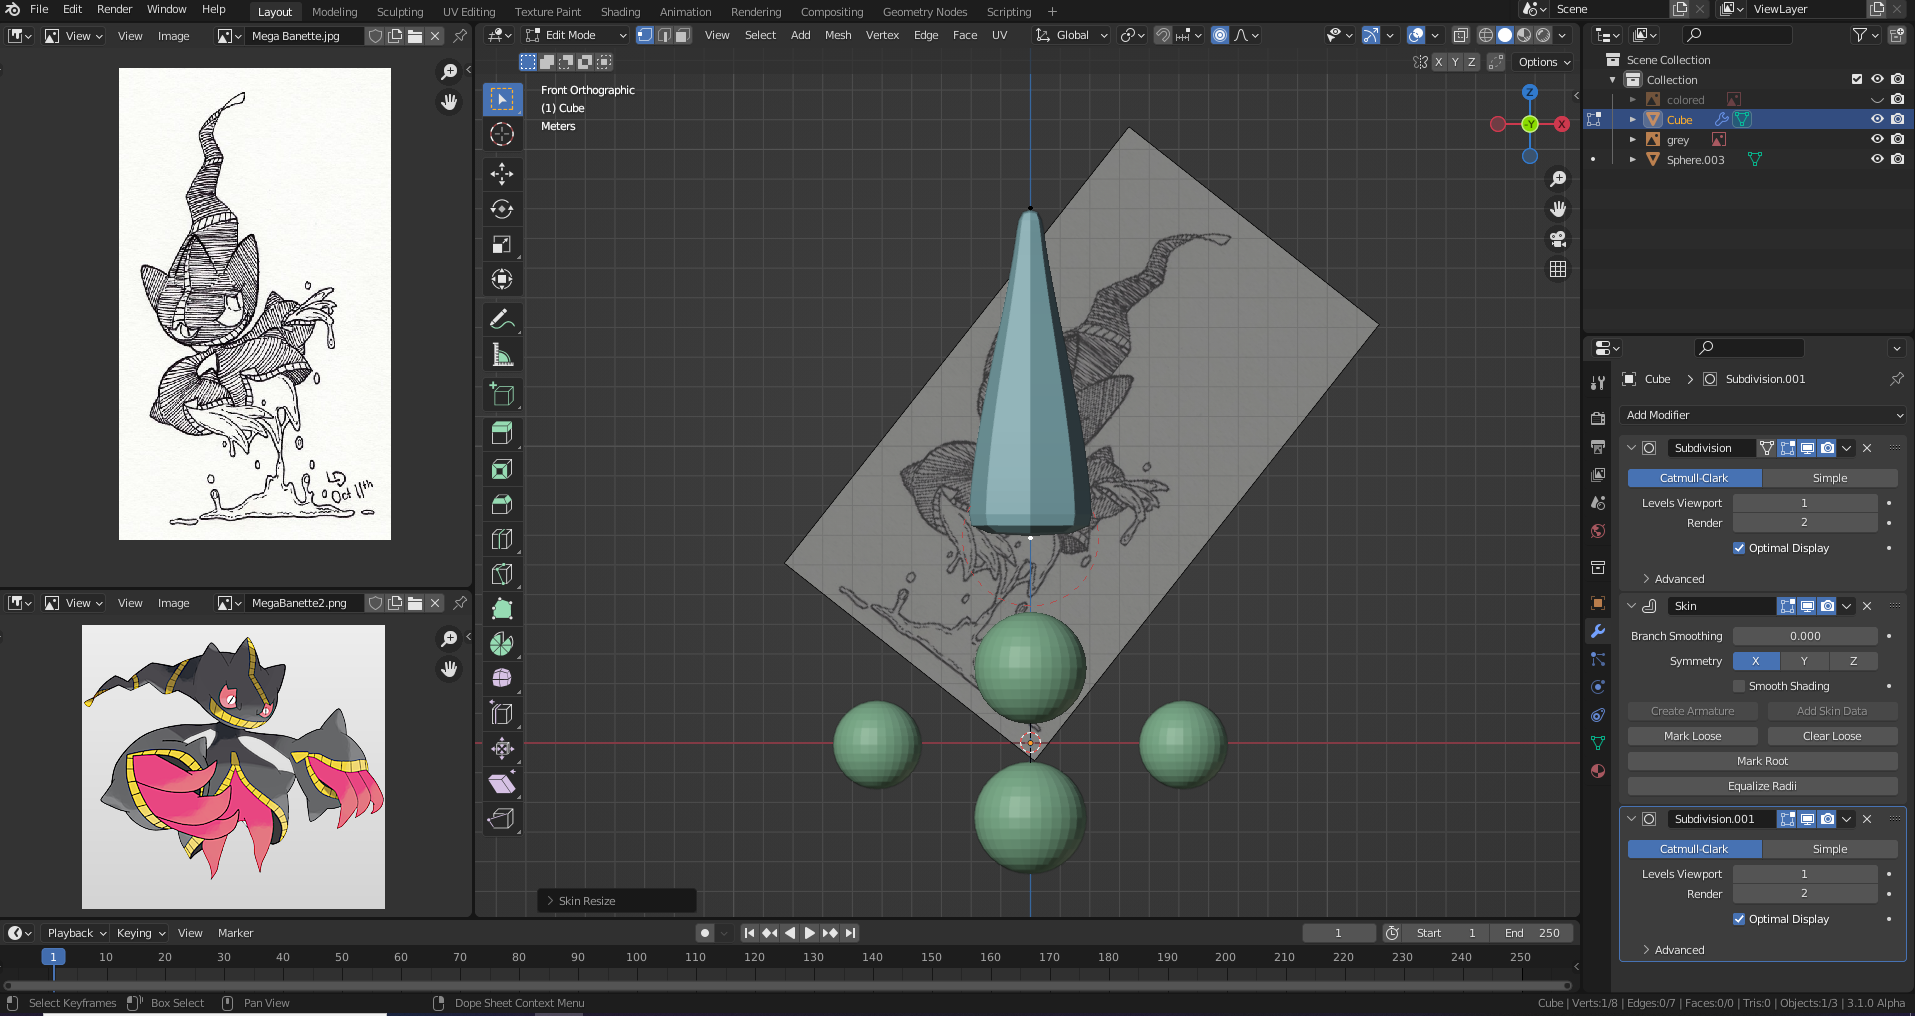 File Edit Render Window Help Layout Modeling Sculpting UV Editing Texture Paint Shading Animation Rendering Compositing Geometry Nodes Scripting + Scene ViewLayer
View View Image Mega Banette.jpg
LD
Oct 11th
View View Image MegaBanette2.png
Edit Mode View Select Add Mesh Vertex Edge Face UV Global
X Y Z Options
Front Orthographic
(1) Cube
Meters
Z
Y
X
Skin Resize
Scene Collection
Collection
colored
Cube
grey
Sphere.003
Cube Subdivision.001
Add Modifier
Subdivision
Catmull-Clark Simple
Levels Viewport 1
Render 2
Optimal Display
Advanced
Skin
Branch Smoothing 0.000
Symmetry X Y Z
Smooth Shading
Create Armature Add Skin Data
Mark Loose Clear Loose
Mark Root
Equalize Radii
Subdivision.001
Catmull-Clark Simple
Levels Viewport 1
Render 2
Optimal Display
Advanced
Playback Keying View Marker 1 Start 1 End 250
1 10 20 30 40 50 60 70 80 90 100 110 120 130 140 150 160 170 180 190 200 210 220 230 240 250
Select Keyframes Box Select Pan View Dope Sheet Context Menu Cube | Verts:1/8 | Edges:0/7 | Faces:0/0 | Tris:0 | Objects:1/3 | 3.1.0 Alpha